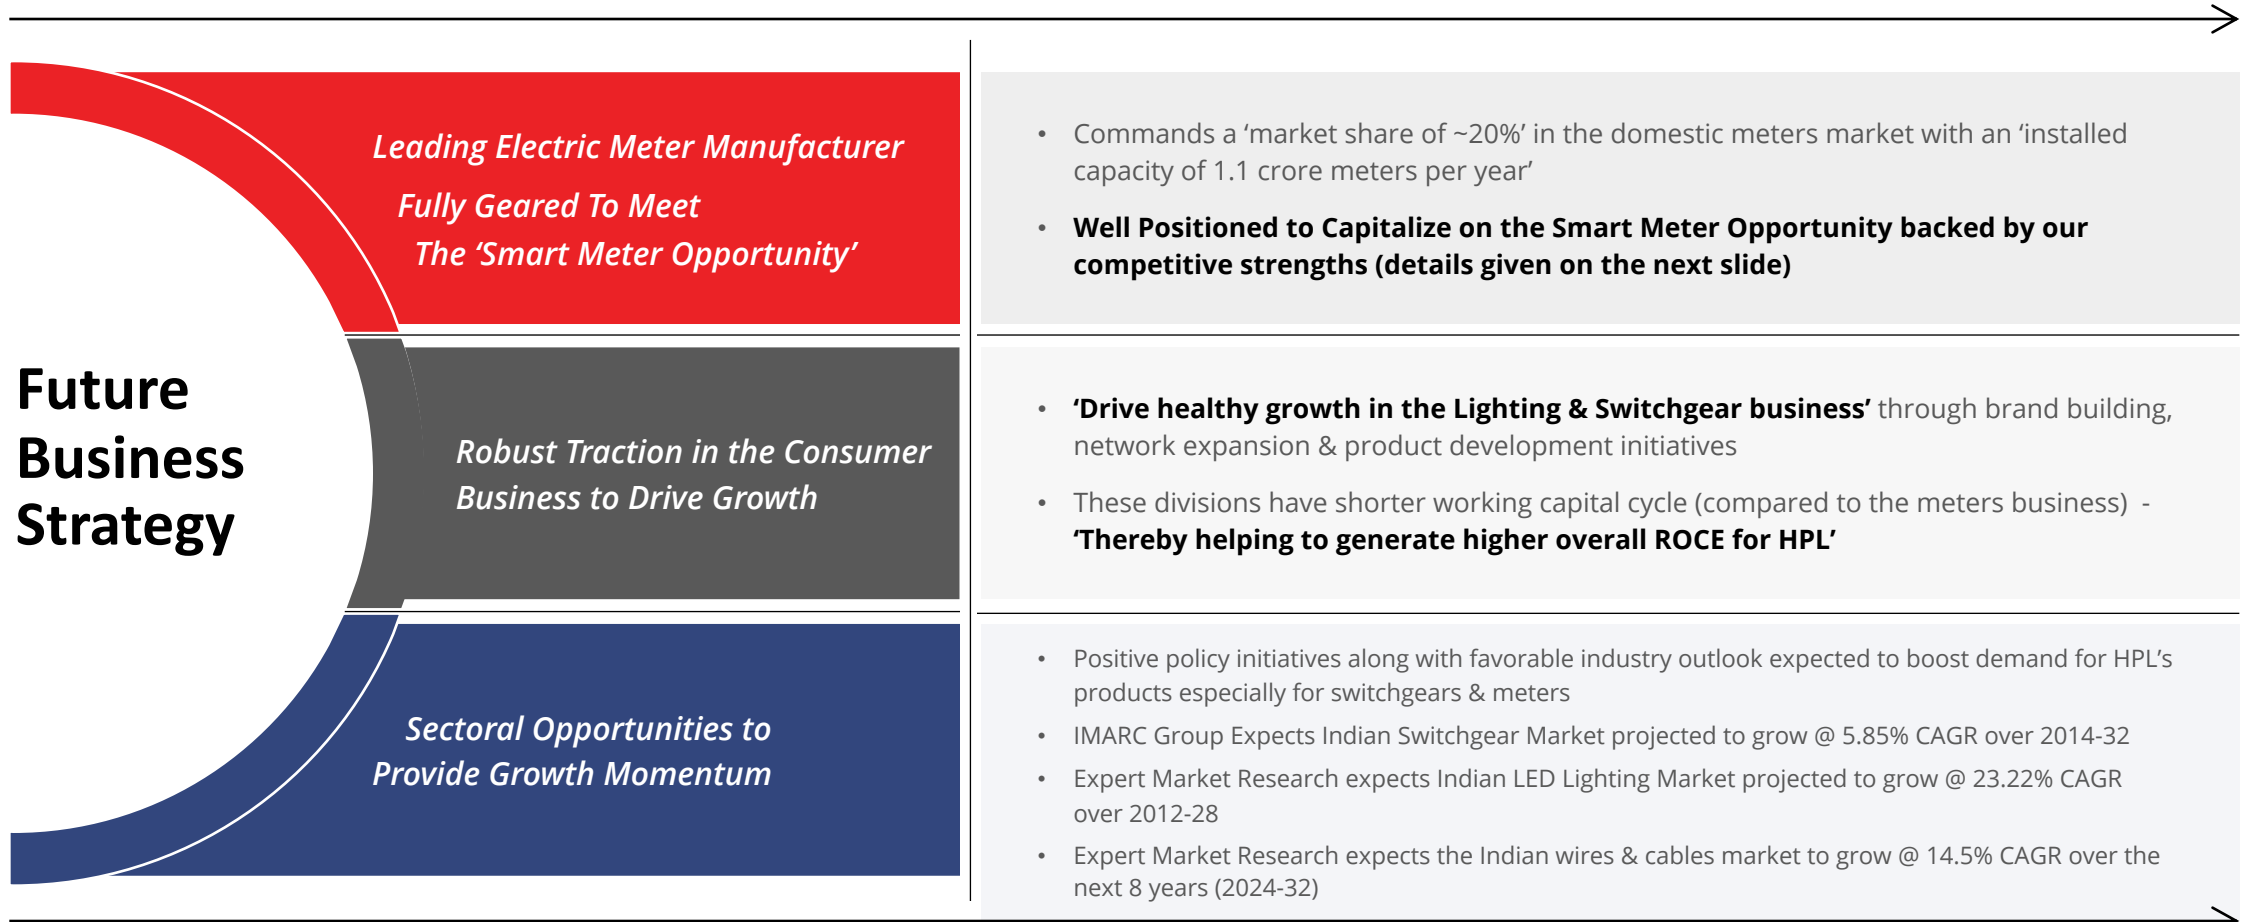 Future
Business
Strategy
Leading Electric Meter Manufacturer
Fully Geared To Meet
The ‘Smart Meter Opportunity’
• Commands a ‘market share of ~20%’ in the domestic meters market with an ‘installed
capacity of 1.1 crore meters per year’
• Well Positioned to Capitalize on the Smart Meter Opportunity backed by our
competitive strengths (details given on the next slide)
Robust Traction in the Consumer
Business to Drive Growth
• ‘Drive healthy growth in the Lighting & Switchgear business’ through brand building,
network expansion & product development initiatives
• These divisions have shorter working capital cycle (compared to the meters business) -
‘Thereby helping to generate higher overall ROCE for HPL’
Sectoral Opportunities to
Provide Growth Momentum
• Positive policy initiatives along with favorable industry outlook expected to boost demand for HPL’s
products especially for switchgears & meters
• IMARC Group Expects Indian Switchgear Market projected to grow @ 5.85% CAGR over 2014-32
• Expert Market Research expects Indian LED Lighting Market projected to grow @ 23.22% CAGR
over 2012-28
• Expert Market Research expects the Indian wires & cables market to grow @ 14.5% CAGR over the
next 8 years (2024-32)